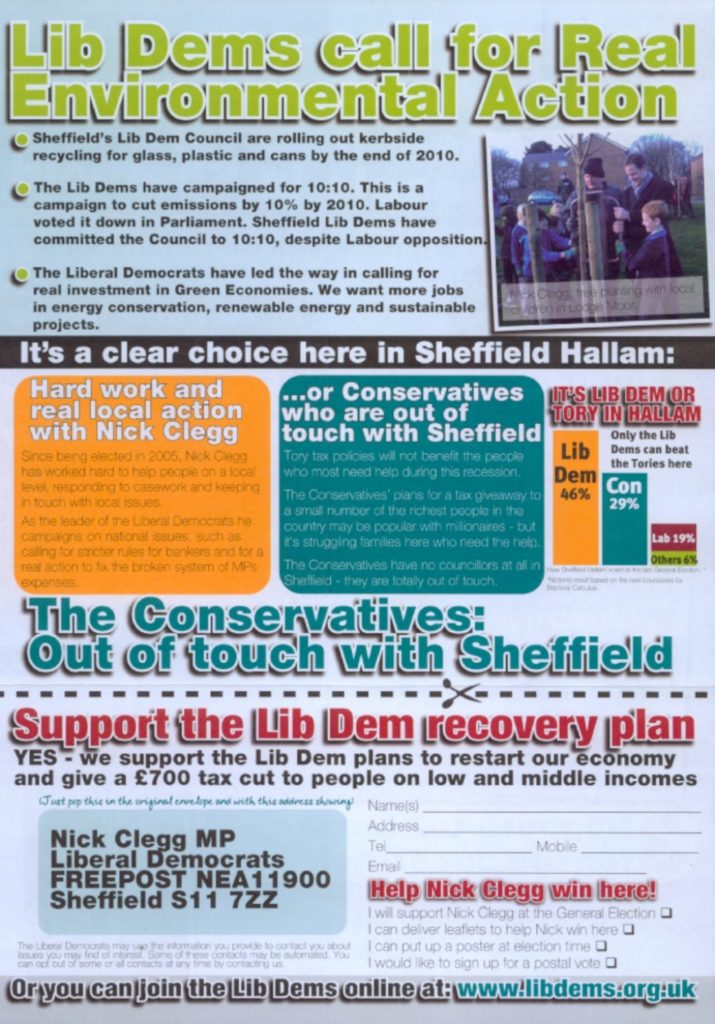 Lib Dems call for Real
Environmental Action
Sheffield's Lib Dem Council are rolling out kerbside
recycling for glass, plastic and cans by the end of 2010.
The Lib Dems have campaigned for 10:10. This is a
campaign to cut emissions by 10% by 2010. Labour
voted it down in Parliament. Sheffield Lib Dems have
committed the Council to 10:10, despite Labour opposition.
The Liberal Democrats have led the way in calling for
real investment in Green Economies. We want more jobs
in energy conservation, renewable energy and sustainable
projects.
Nick Clegg, tree planting with local
children in Lodge Moor.
It's a clear choice here in Sheffield Hallam:
Hard work and
real local action
with Nick Clegg
Since being elected in 2005, Nick Clegg
has worked hard to help people on a local
level, responding to casework and keeping
in touch with local issues.
As the leader of the Liberal Democrats he
campaigns on national issues, such as
calling for stricter rules for bankers and for a
real action to fix the broken system of MPs
expenses.
...or Conservatives
who are out of
touch with Sheffield
Tory tax policies will not benefit the people
who most need help during this recession.
The Conservatives' plans for a tax giveaway to
a small number of the richest people in the
country may be popular with millionaires - but
it's struggling families here who need the help.
The Conservatives have no councillors at all in
Sheffield - they are totally out of touch.
IT'S LIB DEM OR
TORY IN HALLAM
Only the Lib
Dems can beat
the Tories here
Lib
Dem
46%
Con
29%
Lab 19%
Others 6%
How Sheffield Hallam voted at the last General Election.*
*Notional result based on the new boundaries by
Electoral Calculus
The Conservatives:
Out of touch with Sheffield
Support the Lib Dem recovery plan
YES - we support the Lib Dem plans to restart our economy
and give a £700 tax cut to people on low and middle incomes
(Just pop this in the original envelope and with this address showing)
Nick Clegg MP
Liberal Democrats
FREEPOST NEA11900
Sheffield S11 7ZZ
The Liberal Democrats may use the information you provide to contact you about
issues you may find of interest. Some of these contacts may be automated. You
can opt out of some or all contacts at any time by contacting us.
Name(s)
Address
Tel Mobile
Email
Help Nick Clegg win here!
I will support Nick Clegg at the General Election
I can deliver leaflets to help Nick win here
I can put up a poster at election time
I would like to sign up for a postal vote
Or you can join the Lib Dems online at: www.libdems.org.uk